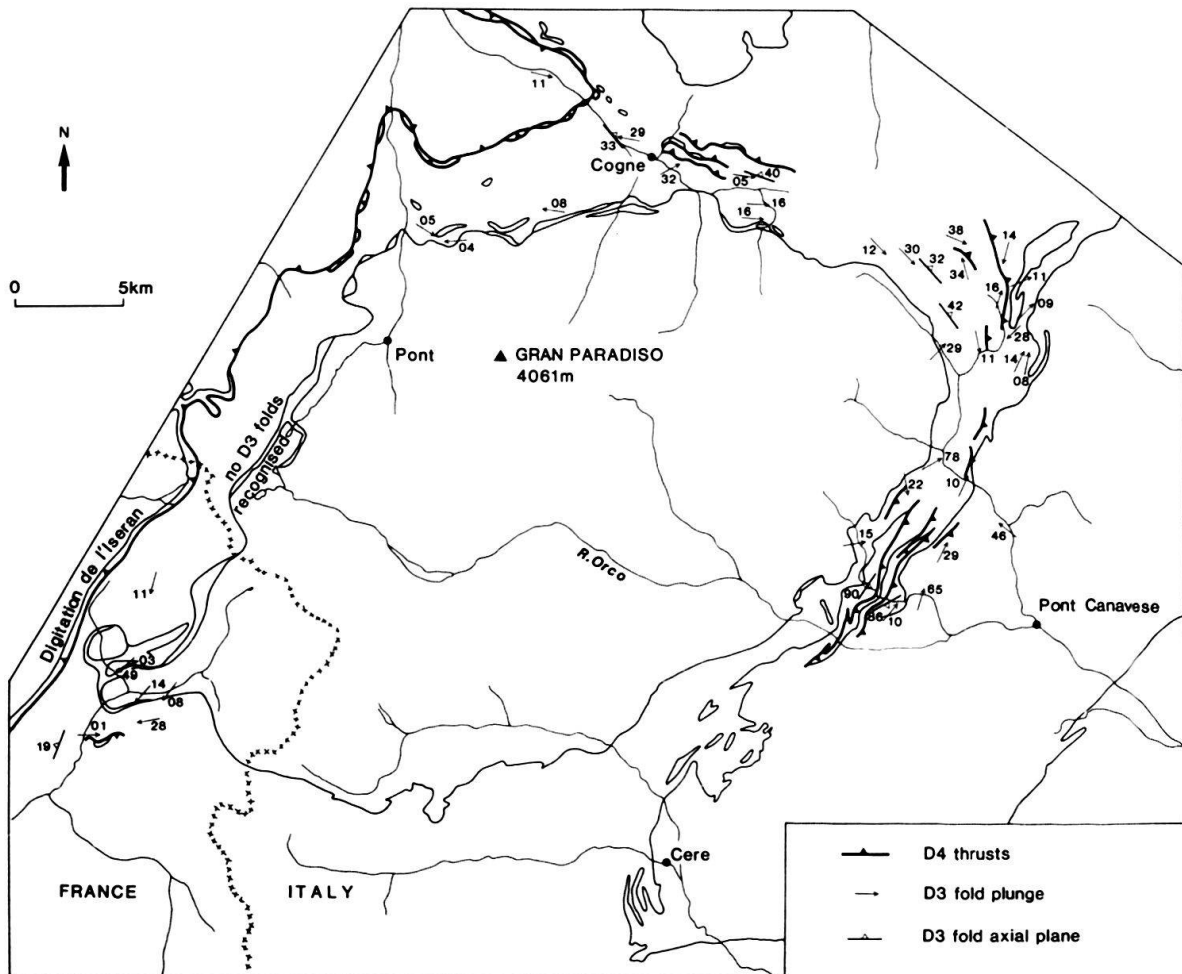 N
0 5km
11
33
29
Cogne
32
05
40
16
16
08
05
04
12
30
32
38
34
14
16
11
42
09
28
29
11
14
08
Pont
GRAN PARADISO
4061m
no D3 folds
recognised
Digitation de l'Iseran
R.Orco
78
22
10
15
46
29
90
86
10
65
Pont Canavese
11
03
49
14
08
01
28
19
Cere
FRANCE
ITALY
D4 thrusts
D3 fold plunge
D3 fold axial plane